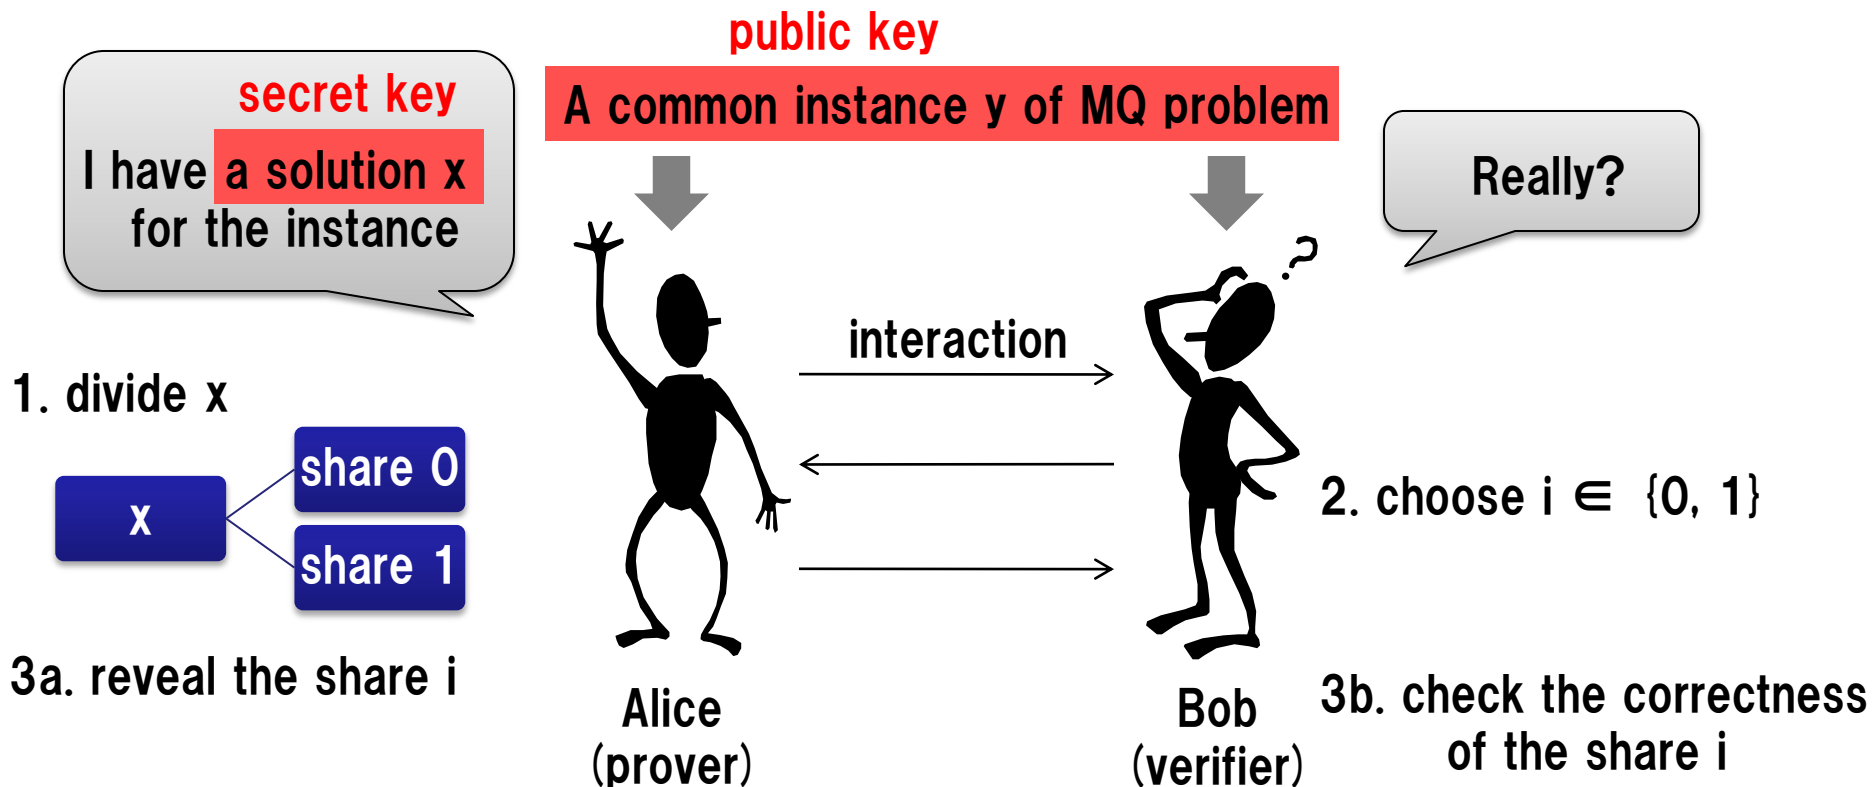 public key
A common instance y of MQ problem
secret key
I have a solution x
for the instance
Really?
?
interaction
1. divide x
x
share 0
share 1
2. choose i ∈ {0, 1}
3a. reveal the share i
3b. check the correctness
of the share i
Alice
(prover)
Bob
(verifier)